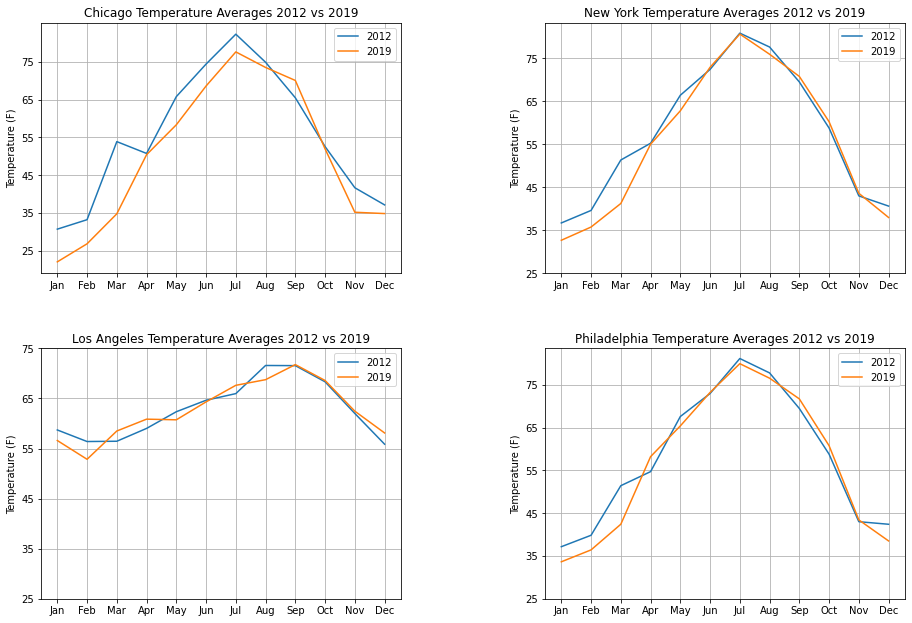 Chicago Temperature Averages 2012 vs 2019
2012
2019
Temperature (F)
75
65
55
45
35
25
Jan Feb Mar Apr May Jun Jul Aug Sep Oct Nov Dec
New York Temperature Averages 2012 vs 2019
2012
2019
Temperature (F)
75
65
55
45
35
25
Jan Feb Mar Apr May Jun Jul Aug Sep Oct Nov Dec
Los Angeles Temperature Averages 2012 vs 2019
2012
2019
Temperature (F)
75
65
55
45
35
25
Jan Feb Mar Apr May Jun Jul Aug Sep Oct Nov Dec
Philadelphia Temperature Averages 2012 vs 2019
2012
2019
Temperature (F)
75
65
55
45
35
25
Jan Feb Mar Apr May Jun Jul Aug Sep Oct Nov Dec